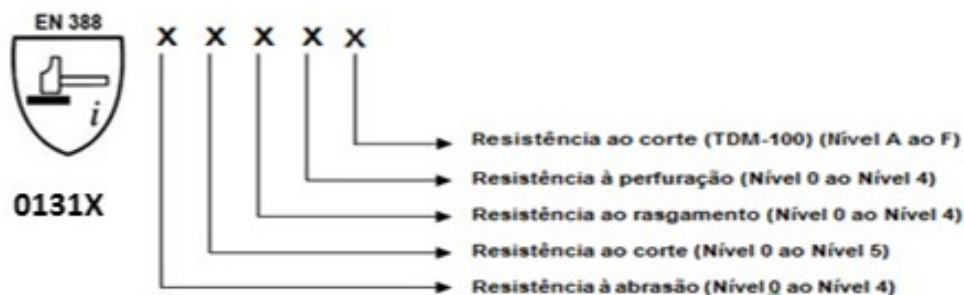 EN 388
X X X X X
i
Resistência ao corte (TDM-100) (Nível A ao F)
Resistência à perfuração (Nível 0 ao Nível 4)
0131X
Resistência ao rasgamento (Nível 0 ao Nível 4)
Resistência ao corte (Nível 0 ao Nível 5)
Resistência à abrasão (Nível 0 ao Nível 4)